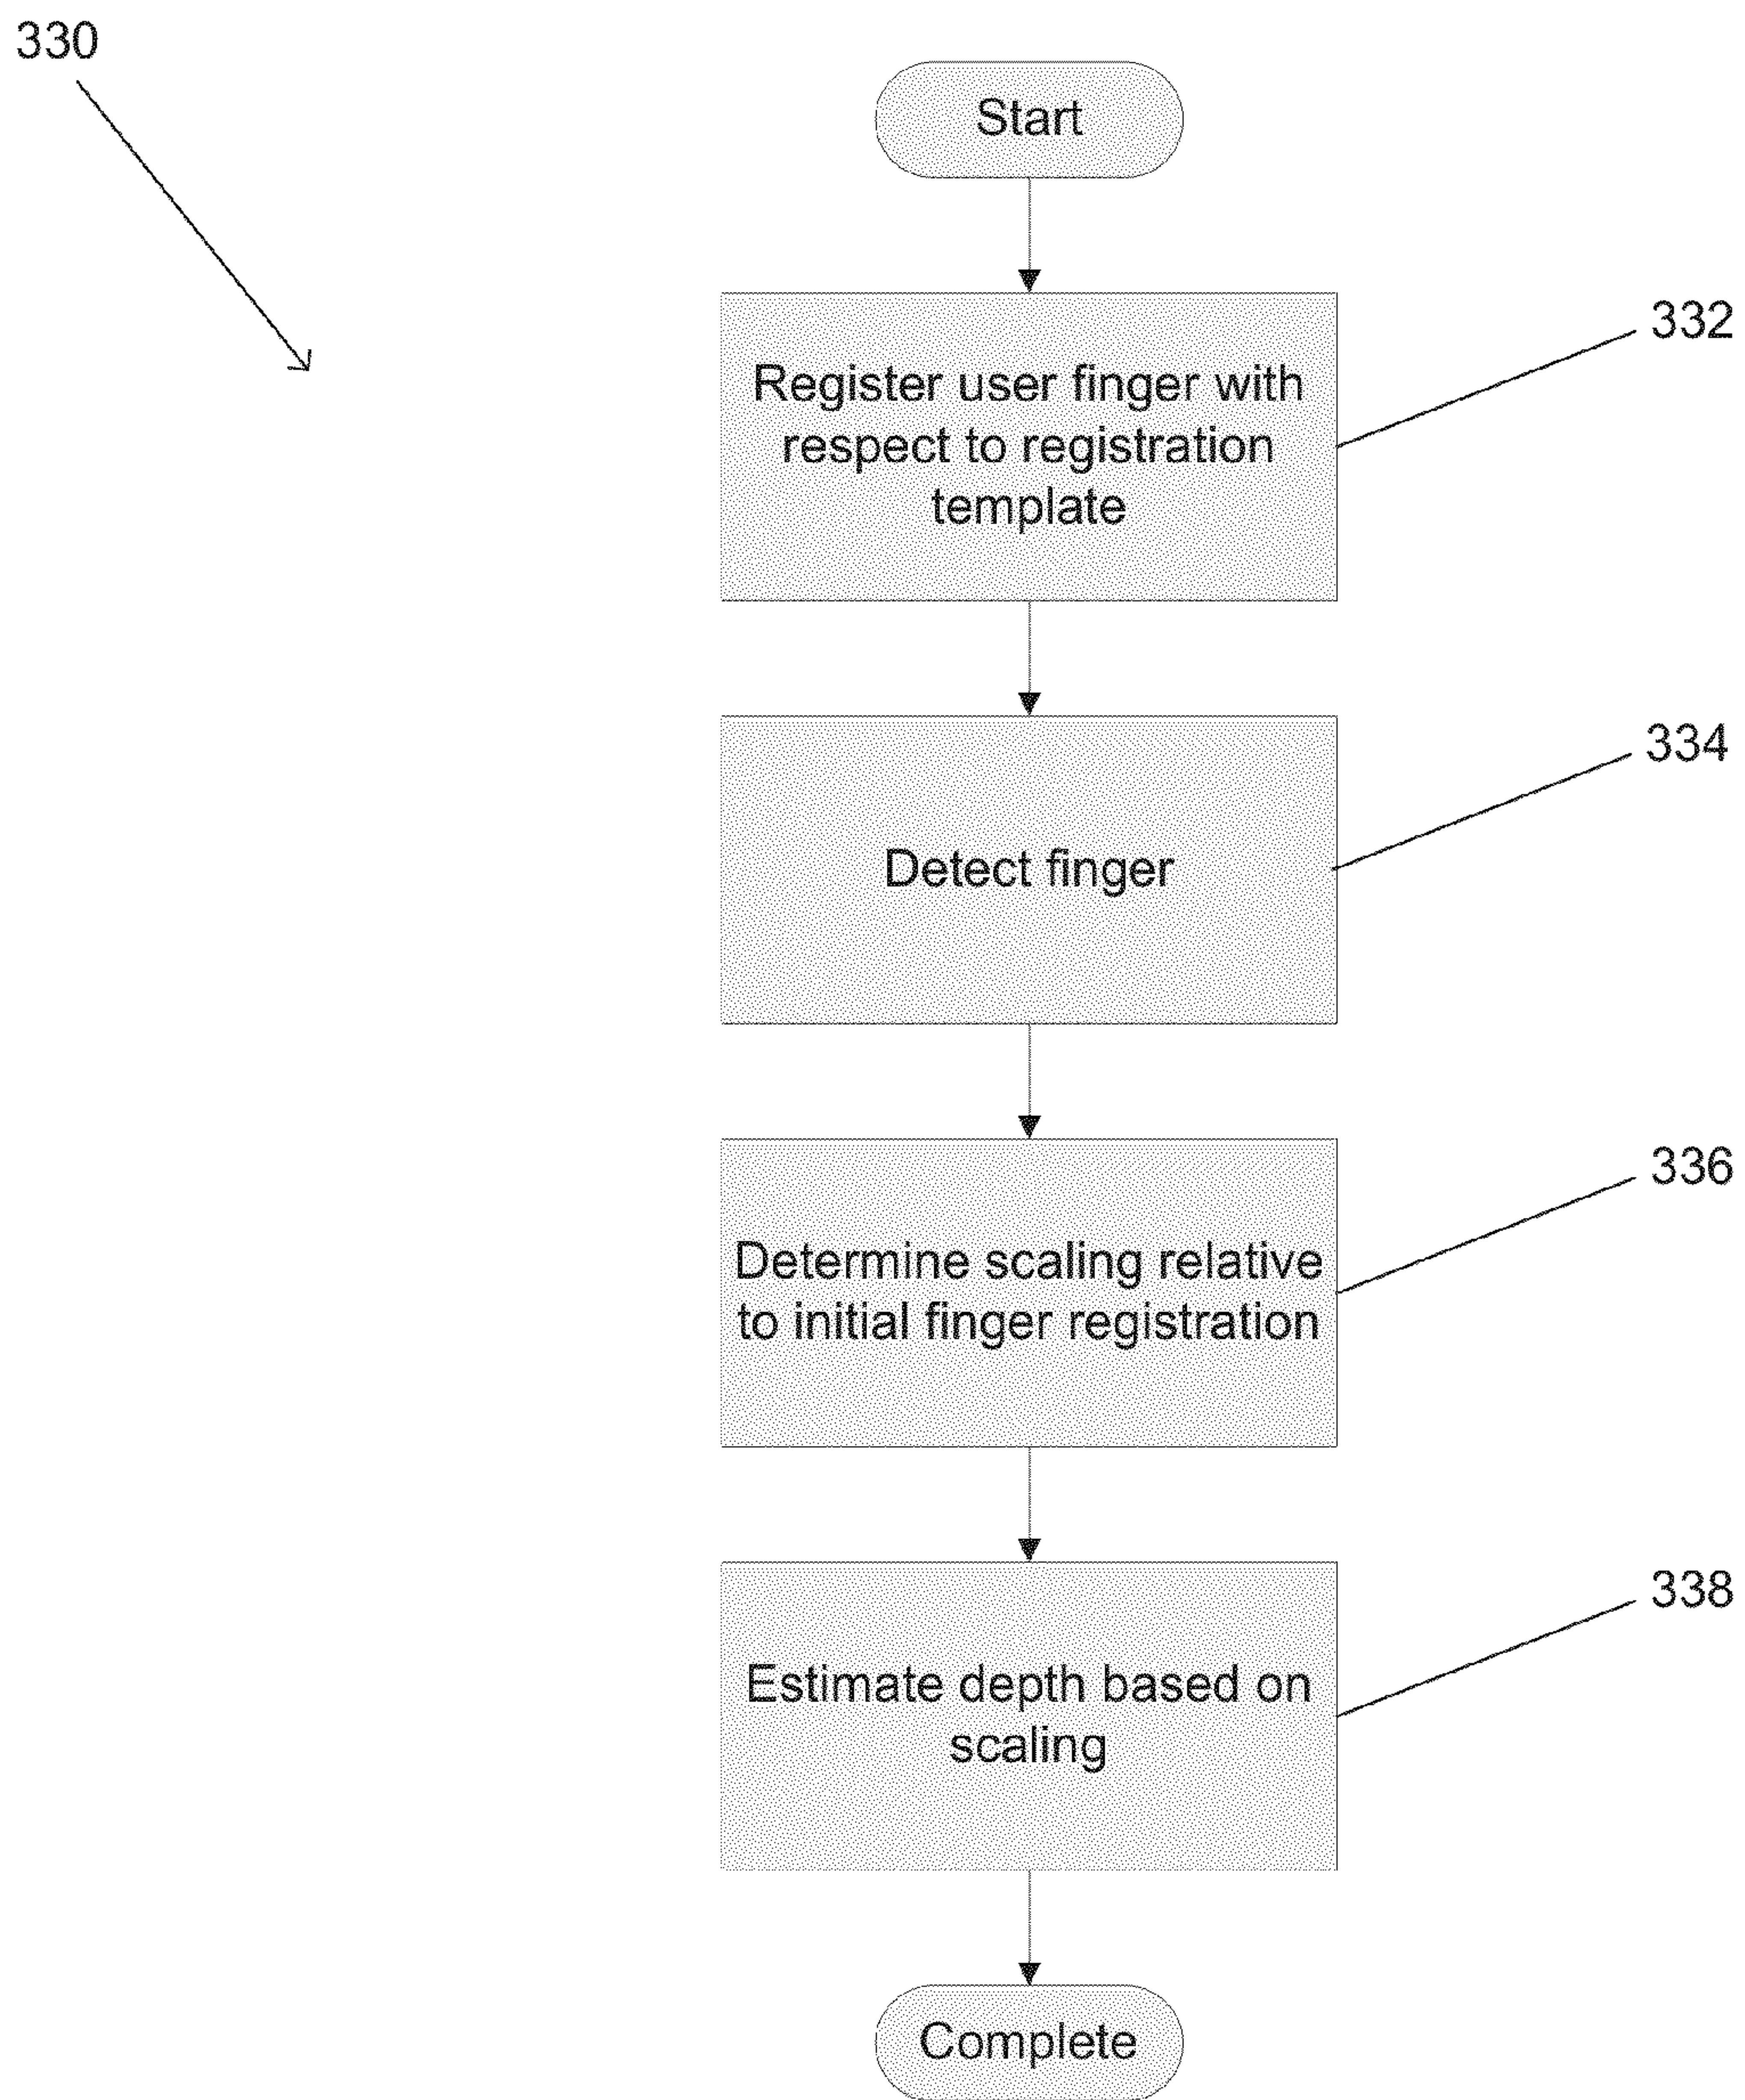 330
Start
332
Register user finger with
respect to registration
template
334
Detect finger
336
Determine scaling relative
to initial finger registration
338
Estimate depth based on
scaling
Complete